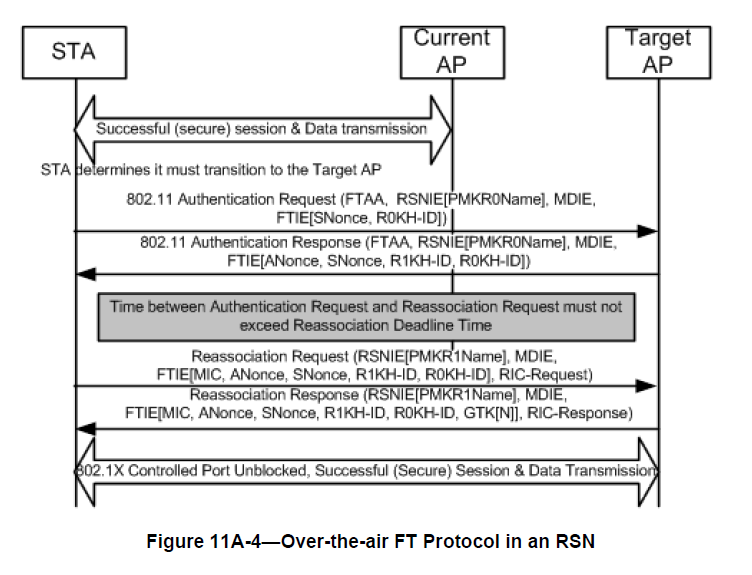 STA
Current
AP
Target
AP
Successful (secure) session & Data transmission
STA determines it must transition to the Target AP
802.11 Authentication Request (FTAA, RSNIE[PMKR0Name], MDIE,
FTIE[SNonce, R0KH-ID])
802.11 Authentication Response (FTAA, RSNIE[PMKR0Name], MDIE,
FTIE[ANonce, SNonce, R1KH-ID, R0KH-ID])
Time between Authentication Request and Reassociation Request must not
exceed Reassociation Deadline Time
Reassociation Request (RSNIE[PMKR1Name], MDIE,
FTIE[MIC, ANonce, SNonce, R1KH-ID, R0KH-ID], RIC-Request)
Reassociation Response (RSNIE[PMKR1Name], MDIE,
FTIE[MIC, ANonce, SNonce, R1KH-ID, R0KH-ID, GTK[N]], RIC-Response)
802.1X Controlled Port Unblocked, Successful (Secure) Session & Data Transmission
Figure 11A-4—Over-the-air FT Protocol in an RSN